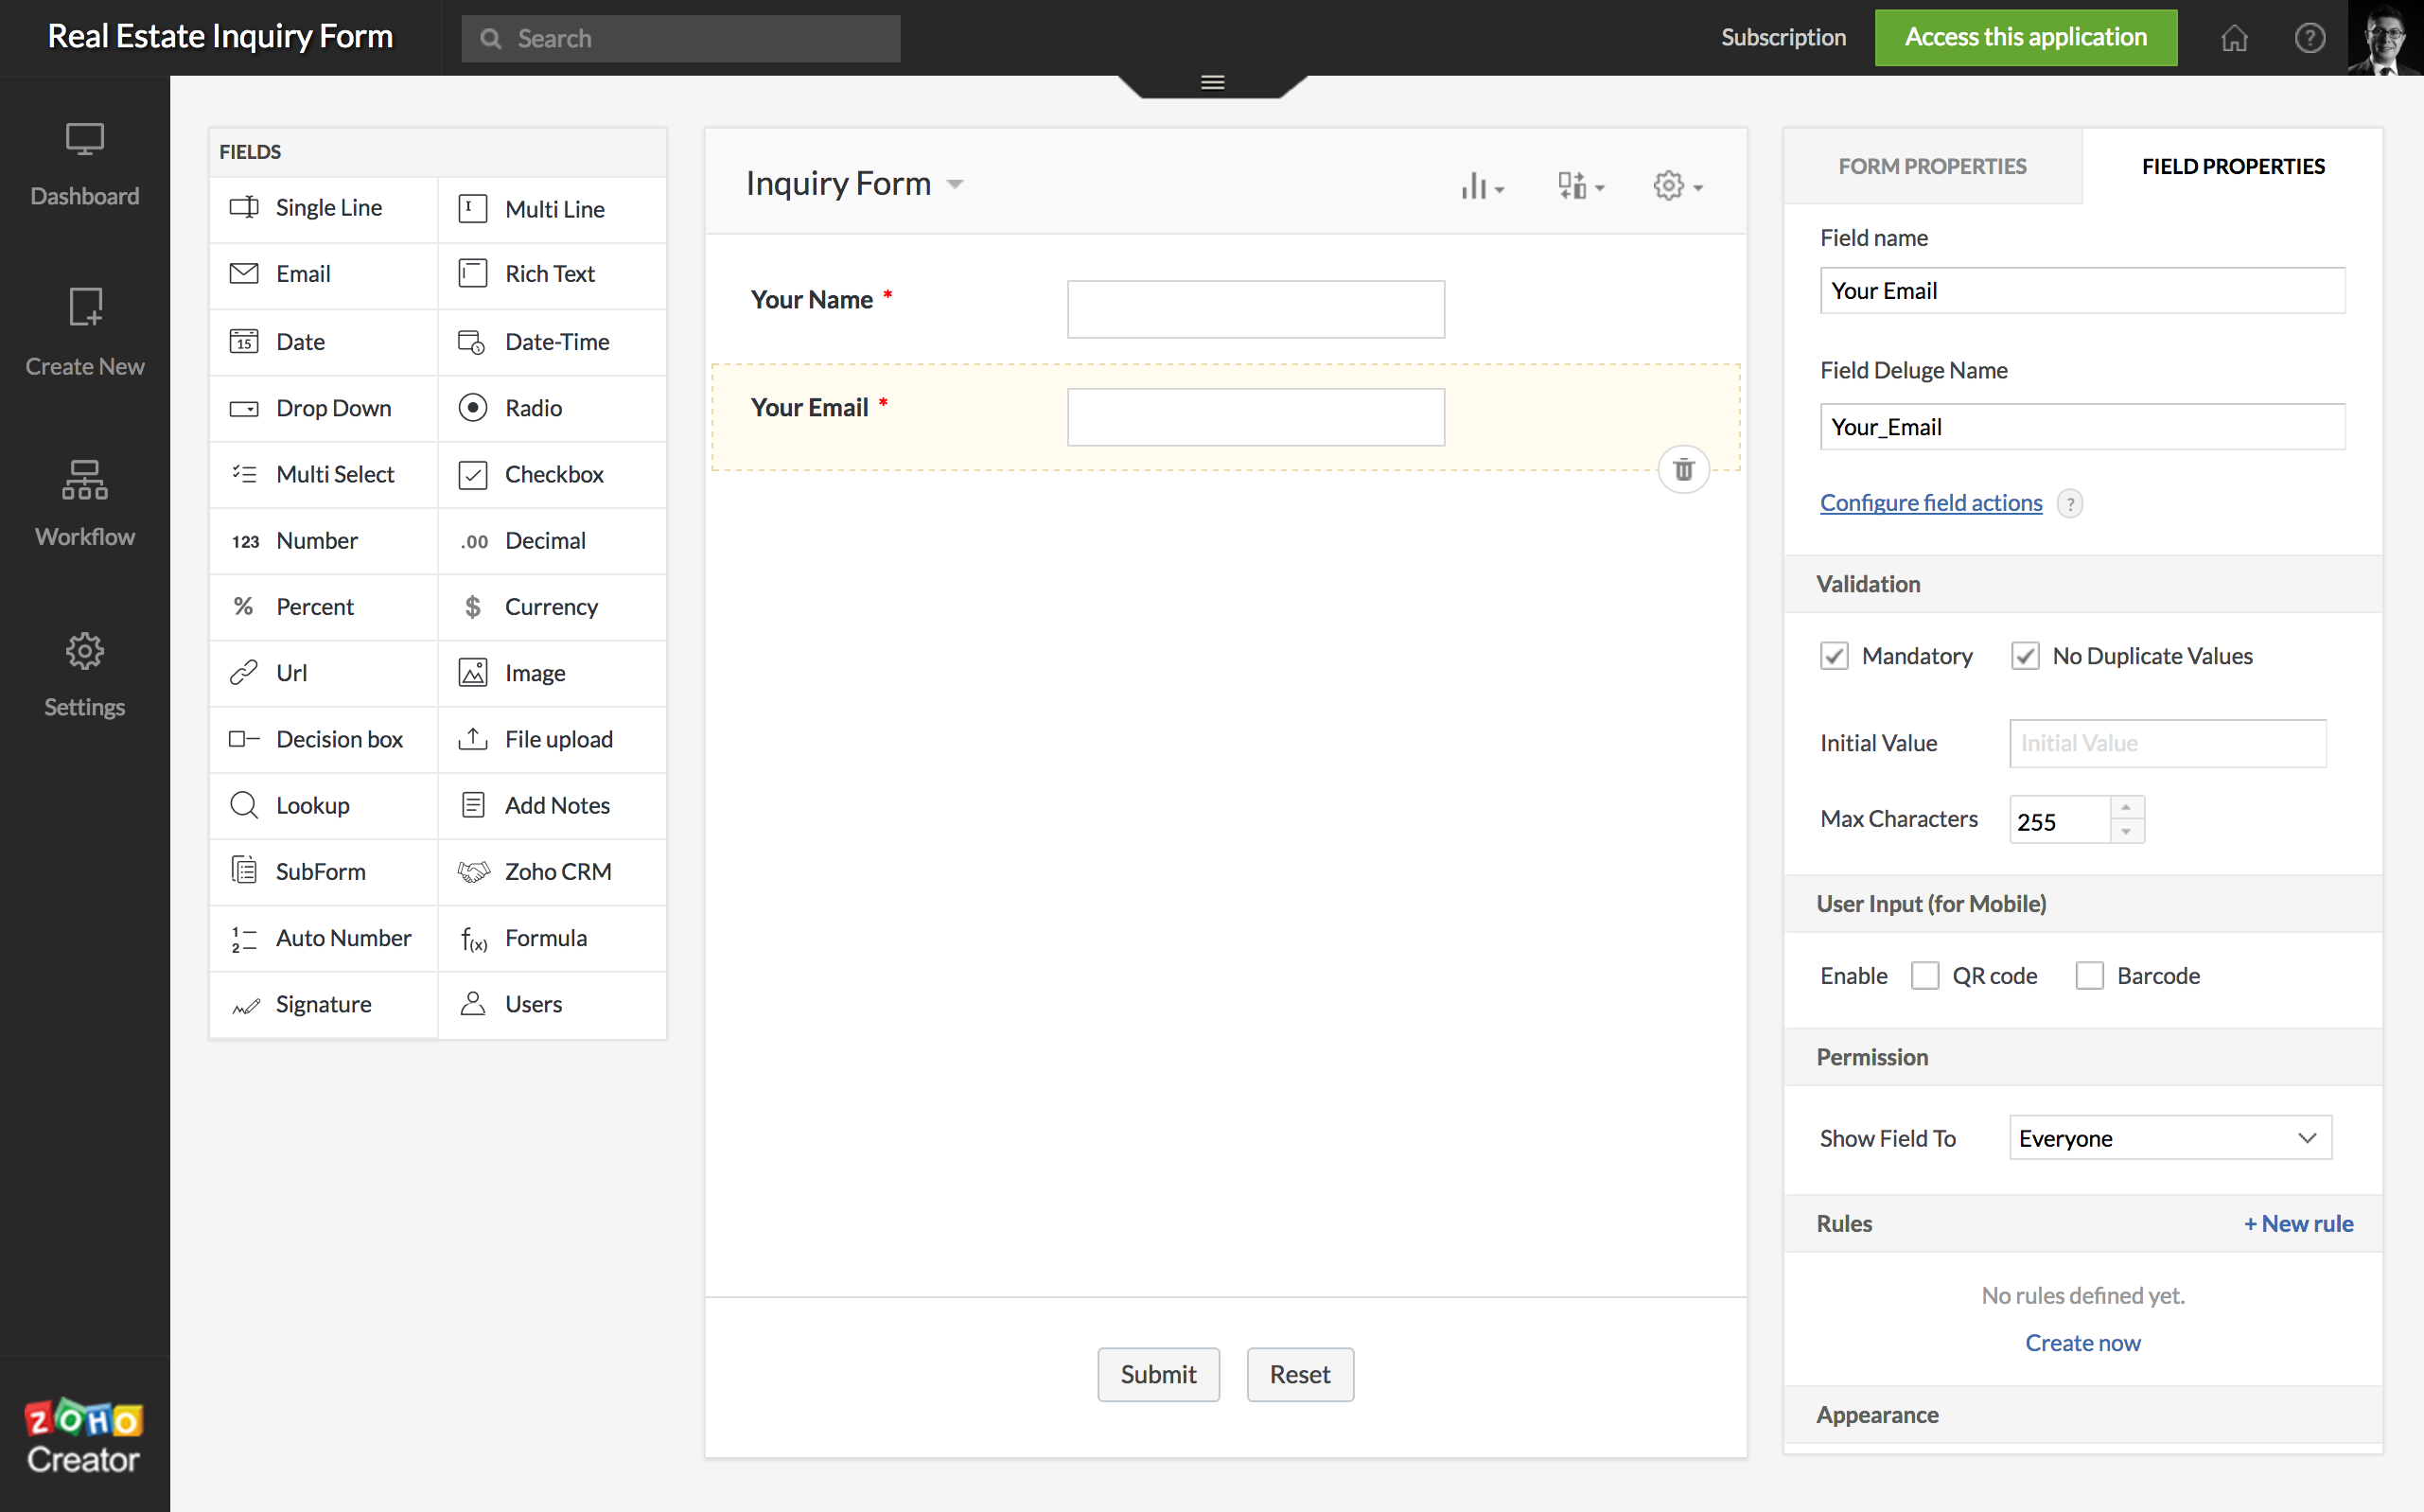 Real Estate Inquiry Form
Search
Subscription
Access this application
?
Dashboard
Create New
Workflow
Settings
ZOHO
Creator
FIELDS
Single Line
Multi Line
Email
Rich Text
15 Date
Date-Time
Drop Down
Radio
Multi Select
Checkbox
123 Number
.00 Decimal
% Percent
$ Currency
Url
Image
Decision box
File upload
Lookup
Add Notes
SubForm
Zoho CRM
1 2 Auto Number
f(x) Formula
Signature
Users
Inquiry Form
Your Name *
Your Email *
Submit
Reset
FORM PROPERTIES
FIELD PROPERTIES
Field name
Your Email
Field Deluge Name
Your_Email
Configure field actions ?
Validation
Mandatory
No Duplicate Values
Initial Value
Initial Value
Max Characters
255
User Input (for Mobile)
Enable
QR code
Barcode
Permission
Show Field To
Everyone
Rules
+ New rule
No rules defined yet.
Create now
Appearance